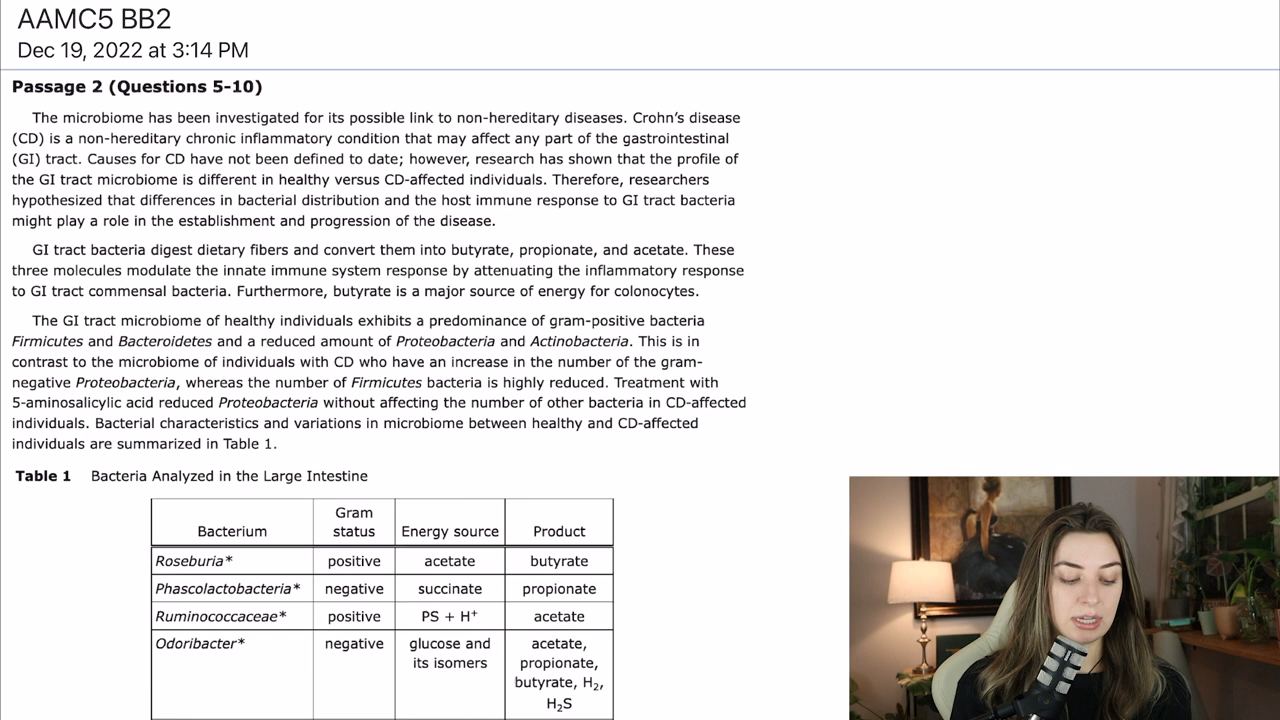 AAMC5 BB2
Dec 19, 2022 at 3:14 PM
Passage 2 (Questions 5-10)
The microbiome has been investigated for its possible link to non-hereditary diseases. Crohn's disease
(CD) is a non-hereditary chronic inflammatory condition that may affect any part of the gastrointestinal
(GI) tract. Causes for CD have not been defined to date; however, research has shown that the profile of
the GI tract microbiome is different in healthy versus CD-affected individuals. Therefore, researchers
hypothesized that differences in bacterial distribution and the host immune response to GI tract bacteria
might play a role in the establishment and progression of the disease.
GI tract bacteria digest dietary fibers and convert them into butyrate, propionate, and acetate. These
three molecules modulate the innate immune system response by attenuating the inflammatory response
to GI tract commensal bacteria. Furthermore, butyrate is a major source of energy for colonocytes.
The GI tract microbiome of healthy individuals exhibits a predominance of gram-positive bacteria
Firmicutes and Bacteroidetes and a reduced amount of Proteobacteria and Actinobacteria. This is in
contrast to the microbiome of individuals with CD who have an increase in the number of the gram-
negative Proteobacteria, whereas the number of Firmicutes bacteria is highly reduced. Treatment with
5-aminosalicylic acid reduced Proteobacteria without affecting the number of other bacteria in CD-affected
individuals. Bacterial characteristics and variations in microbiome between healthy and CD-affected
individuals are summarized in Table 1.
Table 1 Bacteria Analyzed in the Large Intestine
Bacterium Gram status Energy source Product
Roseburia* positive acetate butyrate
Phascolactobacteria* negative succinate propionate
Ruminococcaceae* positive PS + H⁺ acetate
Odoribacter* negative glucose and acetate,
its isomers propionate,
butyrate, H₂,
H₂S